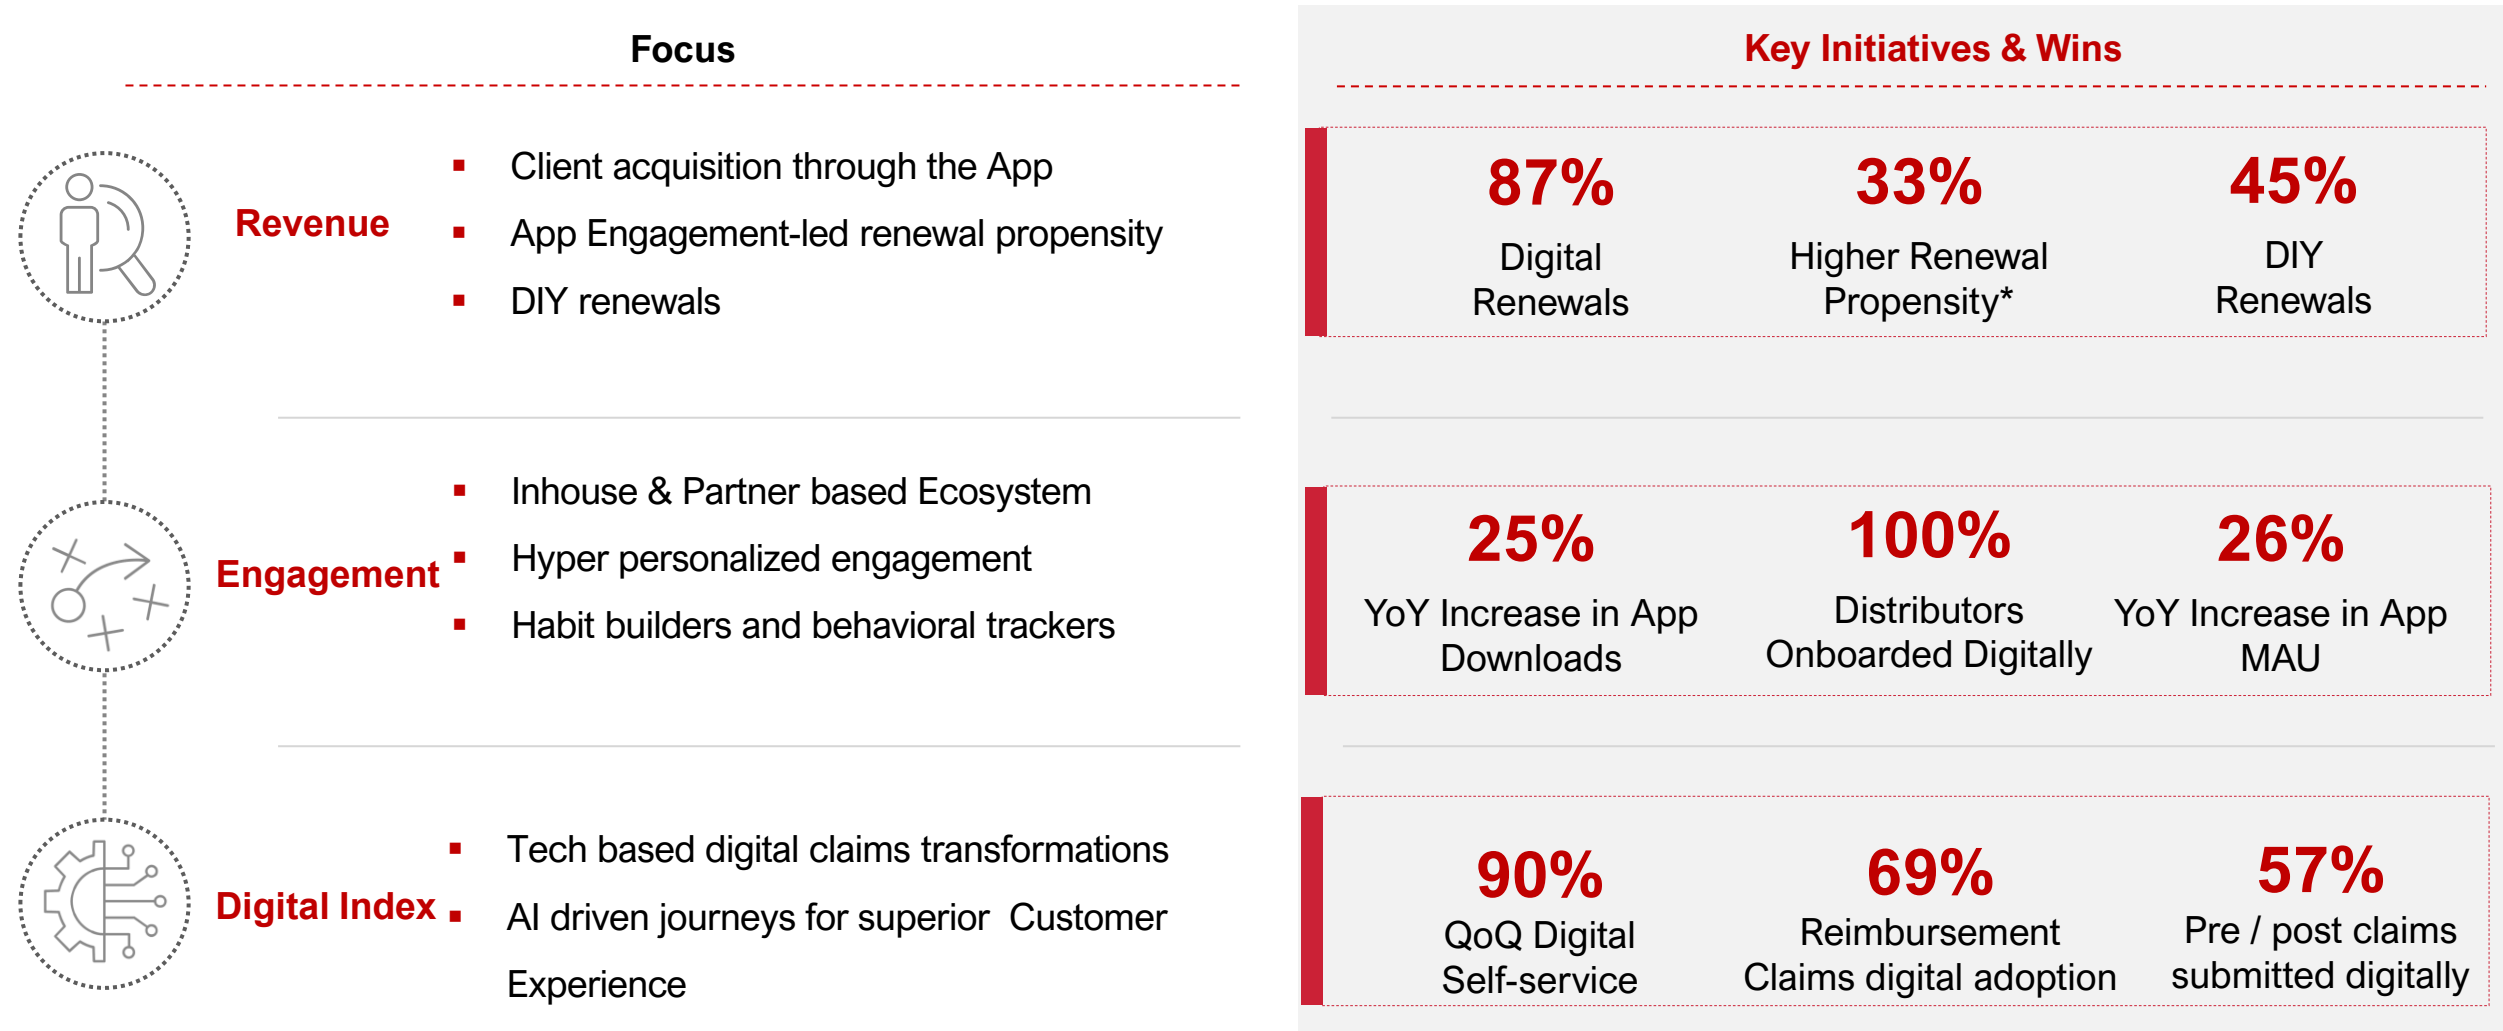 Focus
Key Initiatives & Wins
Revenue
▪ Client acquisition through the App
▪ App Engagement-led renewal propensity
▪ DIY renewals
87%
Digital
Renewals
33%
Higher Renewal
Propensity*
45%
DIY
Renewals
Engagement
▪ Inhouse & Partner based Ecosystem
▪ Hyper personalized engagement
▪ Habit builders and behavioral trackers
25%
YoY Increase in App
Downloads
100%
Distributors
Onboarded Digitally
26%
YoY Increase in App
MAU
Digital Index
▪ Tech based digital claims transformations
▪ AI driven journeys for superior  Customer
Experience
90%
QoQ Digital
Self-service
69%
Reimbursement
Claims digital adoption
57%
Pre / post claims
submitted digitally